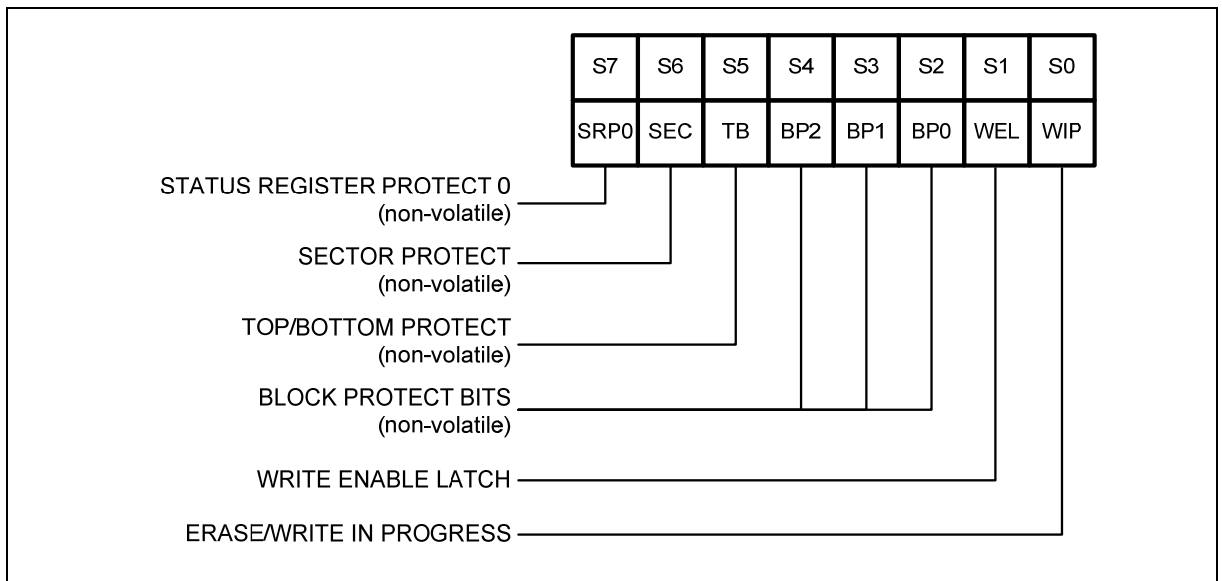 S7 S6 S5 S4 S3 S2 S1 S0
SRP0 SEC TB BP2 BP1 BP0 WEL WIP
STATUS REGISTER PROTECT 0
(non-volatile)
SECTOR PROTECT
(non-volatile)
TOP/BOTTOM PROTECT
(non-volatile)
BLOCK PROTECT BITS
(non-volatile)
WRITE ENABLE LATCH
ERASE/WRITE IN PROGRESS